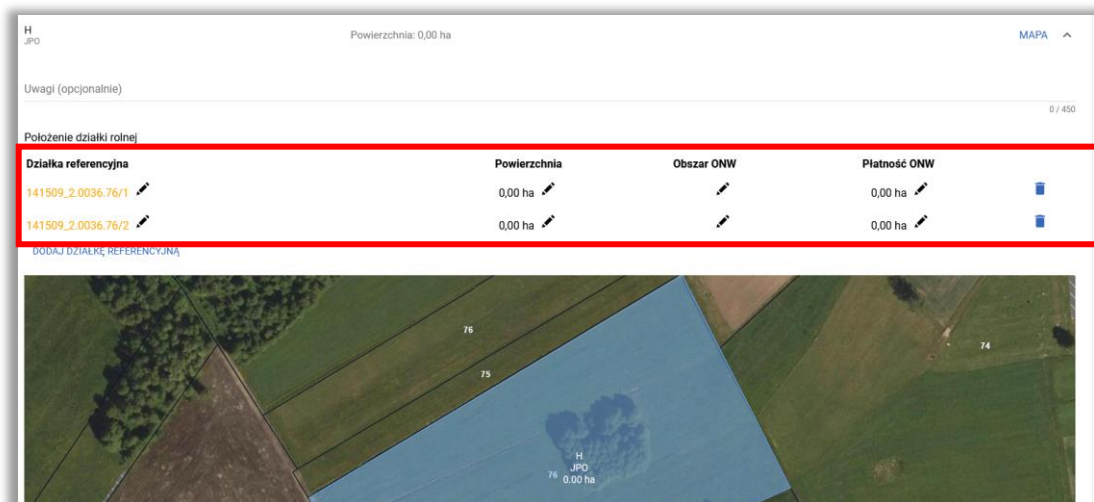 H
JPO
Powierzchnia: 0,00 ha
MAPA
Uwagi (opcjonalnie)
0 / 450
Położenie działki rolnej
Działka referencyjna Powierzchnia Obszar ONW Płatność ONW
141509_2.0036.76/1 0,00 ha 0,00 ha
141509_2.0036.76/2 0,00 ha 0,00 ha
DODAJ DZIAŁKĘ REFERENCYJNĄ
76
74
75
H
JPO
76 0.00 ha